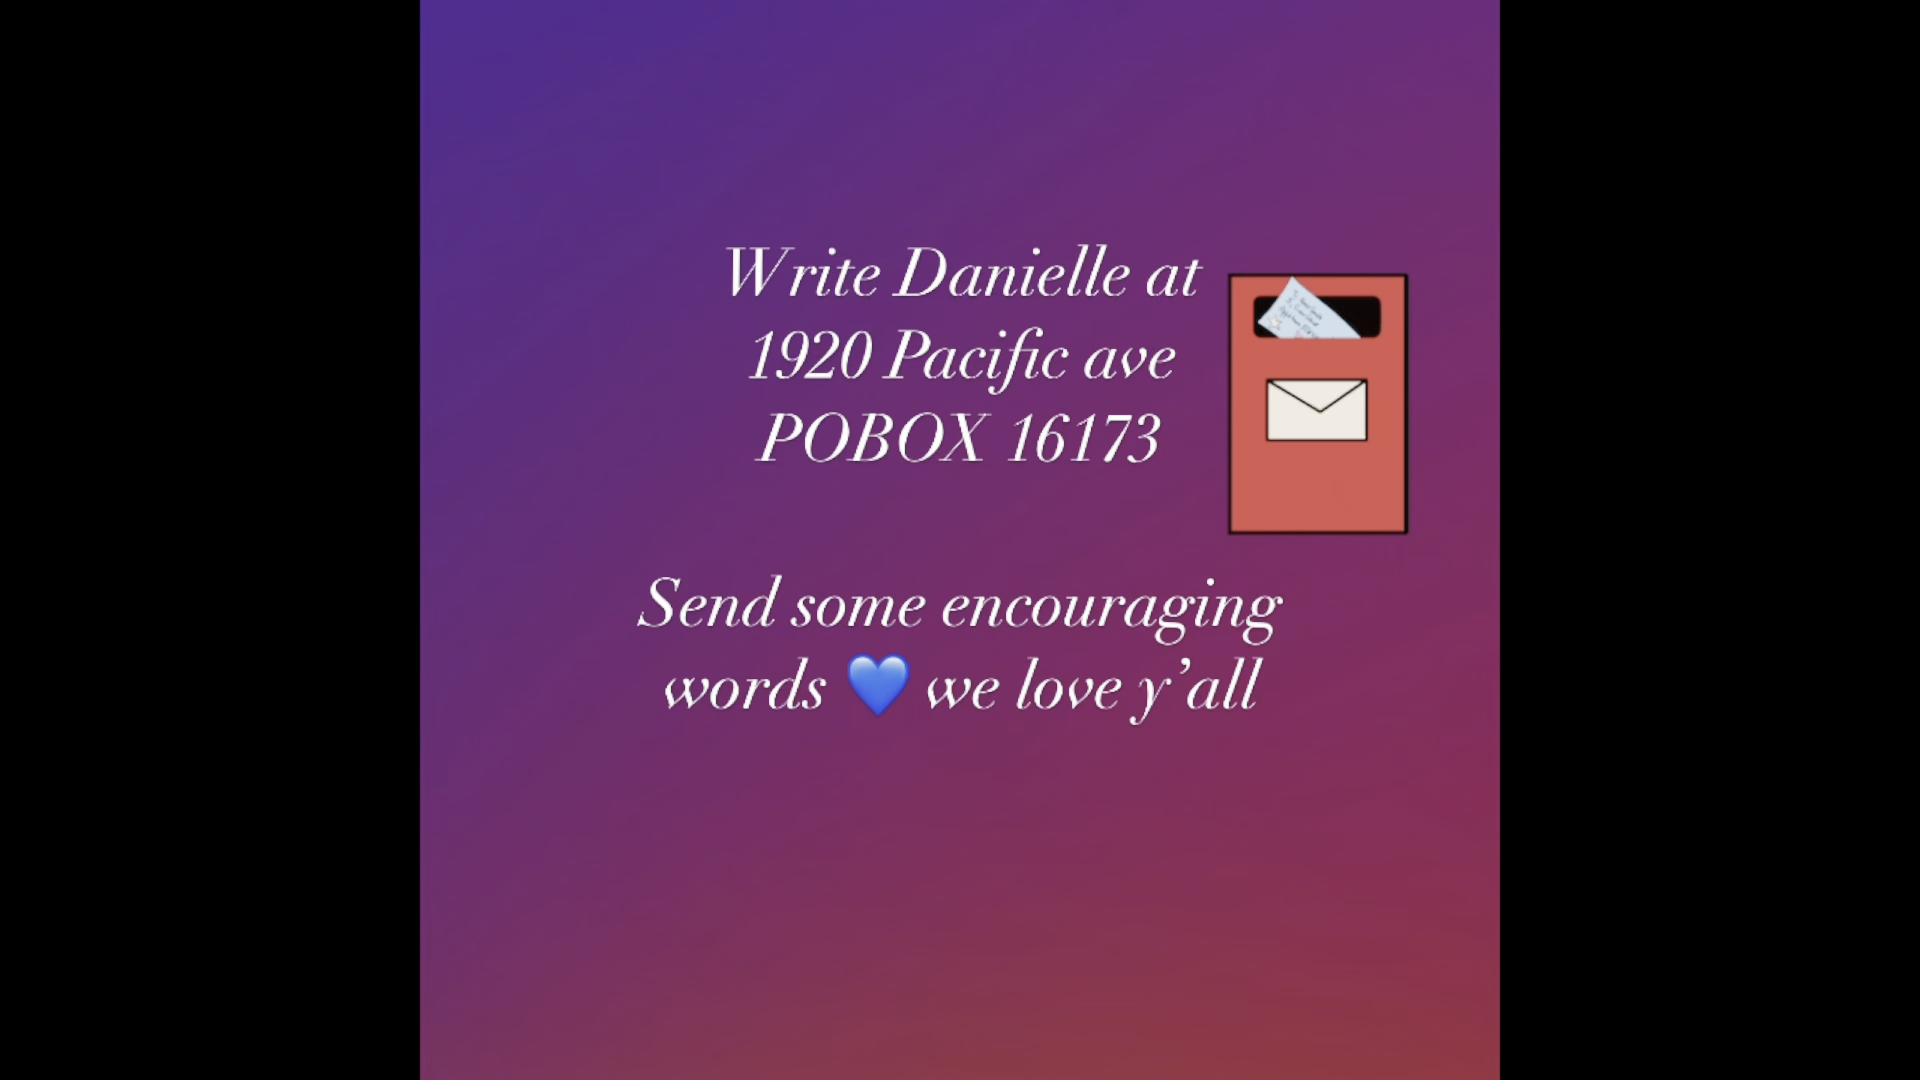 Write Danielle at
1920 Pacific ave
POBOX 16173
Send some encouraging
words 💙 we love y’all